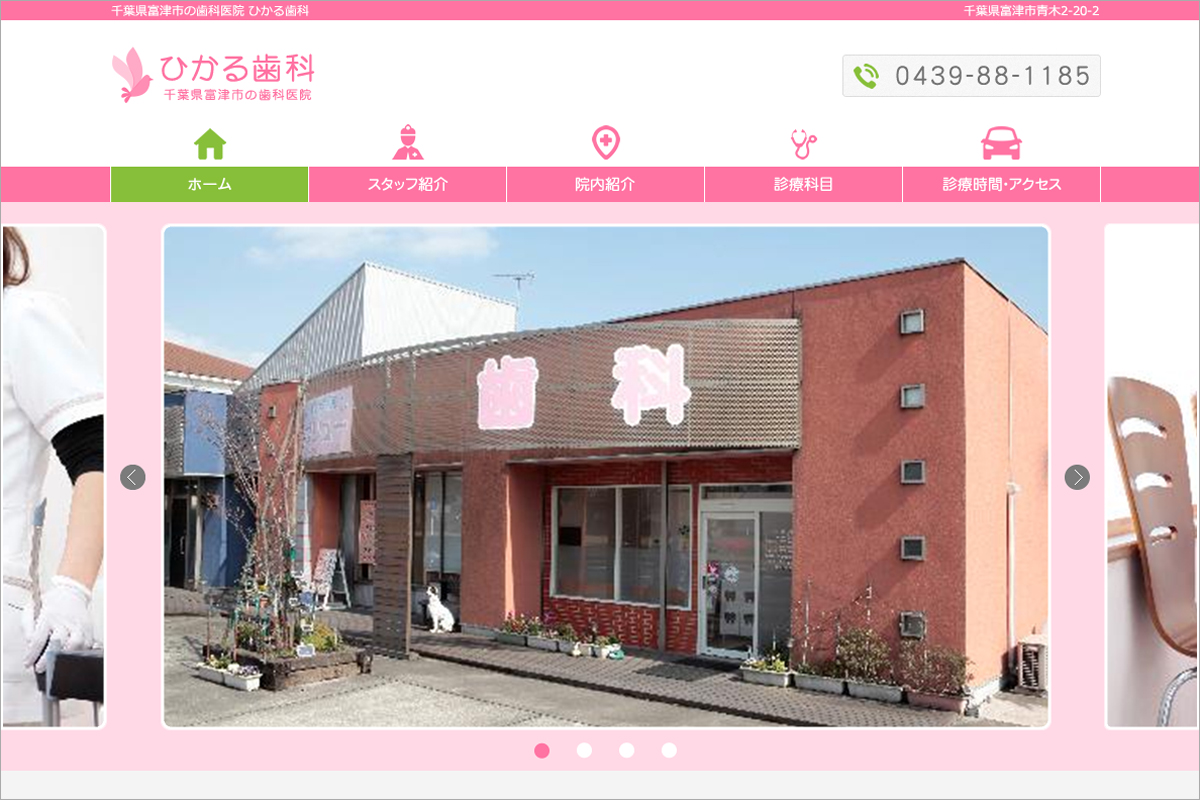 千葉県富津市の歯科医院 ひかる歯科
千葉県富津市青木2-20-2
ひかる歯科
千葉県富津市の歯科医院
0439-88-1185
ホーム
スタッフ紹介
院内紹介
診療科目
診療時間・アクセス
歯 科